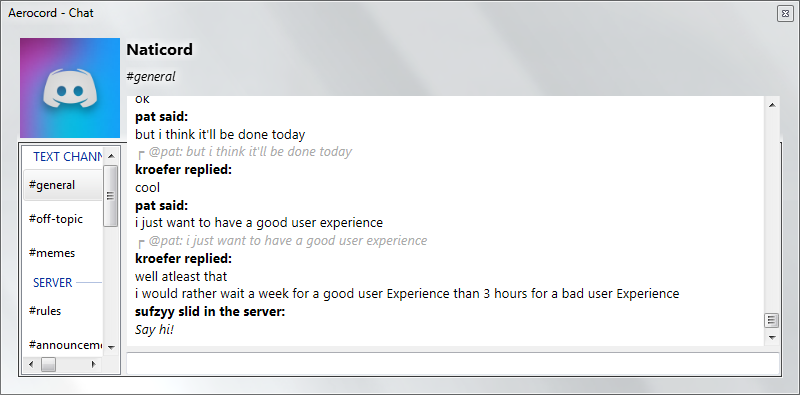 Aerocord - Chat
Naticord
#general
ok
pat said:
but i think it'll be done today
┌ @pat: but i think it'll be done today
kroefer replied:
cool
pat said:
i just want to have a good user experience
┌ @pat: i just want to have a good user experience
kroefer replied:
well atleast that
i would rather wait a week for a good user Experience than 3 hours for a bad user Experience
sufzyy slid in the server:
Say hi!
TEXT CHANN
#general
#off-topic
#memes
SERVER
#rules
#announcem